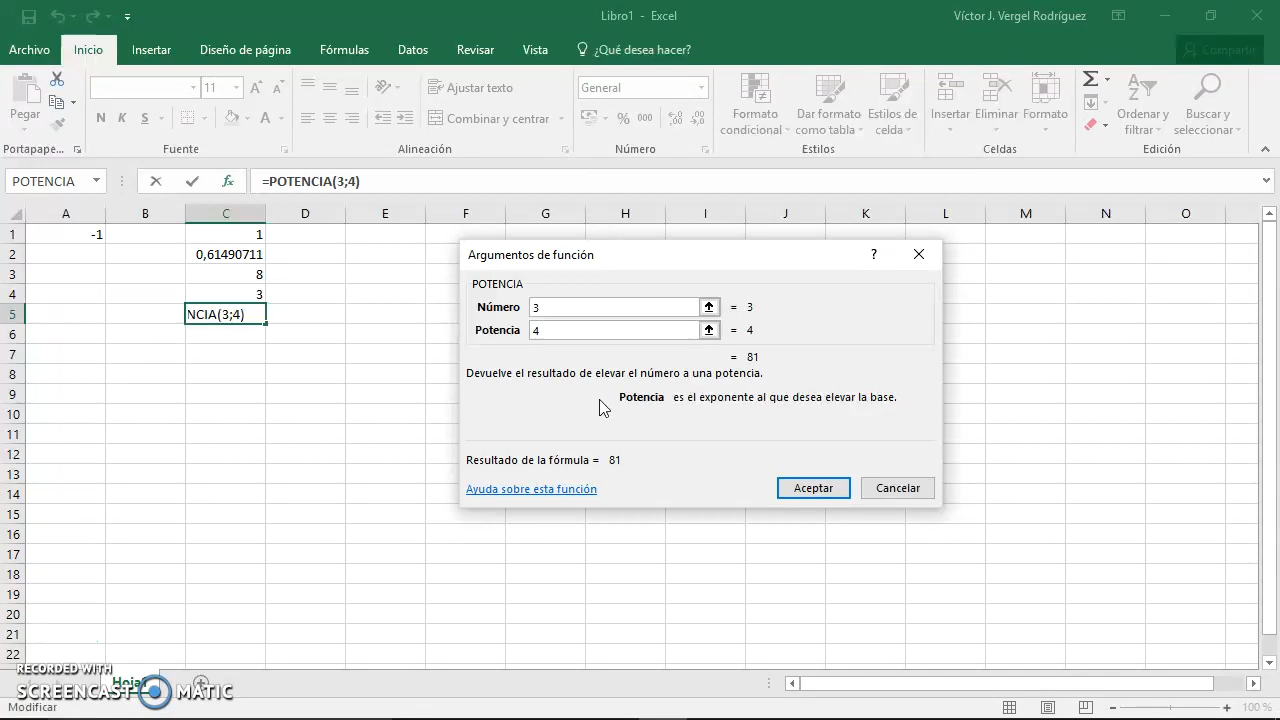 Libro1 - Excel
Víctor J. Vergel Rodríguez
Archivo Inicio Insertar Diseño de página Fórmulas Datos Revisar Vista ¿Qué desea hacer? Compartir
Pegar
11
N K S
Ajustar texto
Combinar y centrar
General
% 000
Formato condicional
Dar formato como tabla
Estilos de celda
Insertar Eliminar Formato
Ordenar y filtrar
Buscar y seleccionar
Portapape... Fuente Alineación Número Estilos Celdas Edición
POTENCIA fx =POTENCIA(3;4)
A B C D E F G H I J K L M N O
1 -1 1
2 0,61490711
3 8
4 3
5 NCIA(3;4)
6
7
8
9
10
11
12
13
14
15
16
17
18
19
20
21
22
Argumentos de función ?
POTENCIA
Número 3 = 3
Potencia 4 = 4
= 81
Devuelve el resultado de elevar el número a una potencia.
Potencia es el exponente al que desea elevar la base.
Resultado de la fórmula = 81
Ayuda sobre esta función
Aceptar Cancelar
RECORDED WITH
SCREENCAST MATIC
Modificar
100 %